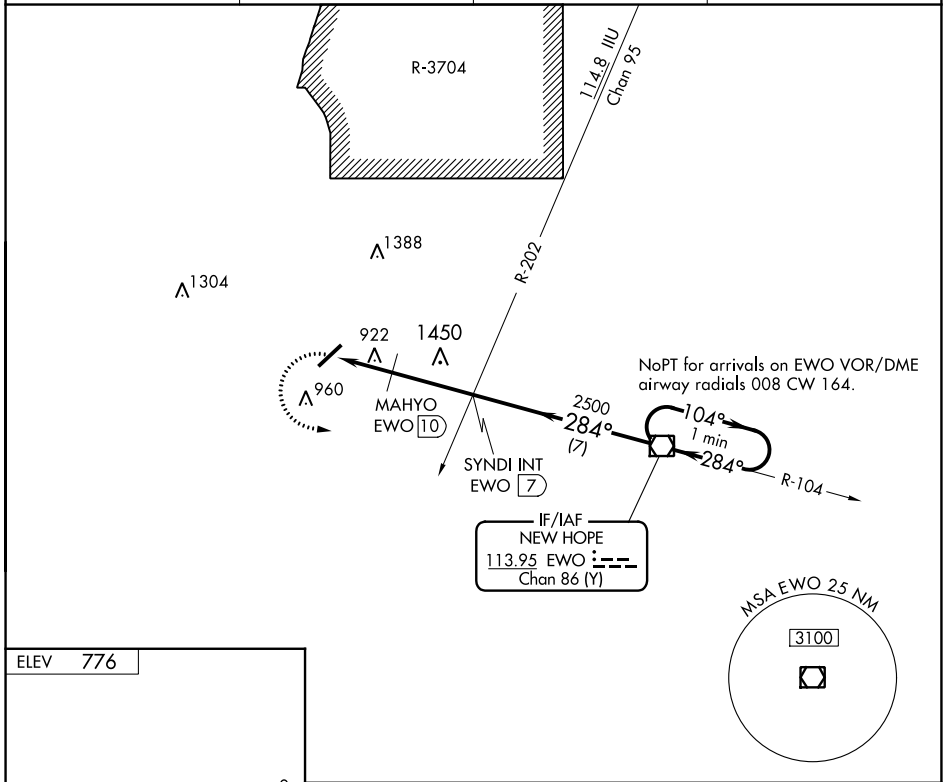 R-3704
114.8 IIU
Chan 95
R-202
1388
1304
922
1450
960
MAHYO
EWO 10
SYNDI INT
EWO 7
2500
284°
(7)
NoPT for arrivals on EWO VOR/DME
airway radials 008 CW 164.
104°
1 min
284°
R-104
IF/IAF
NEW HOPE
113.95 EWO
Chan 86 (Y)
MSA EWO 25 NM
3100
ELEV 776